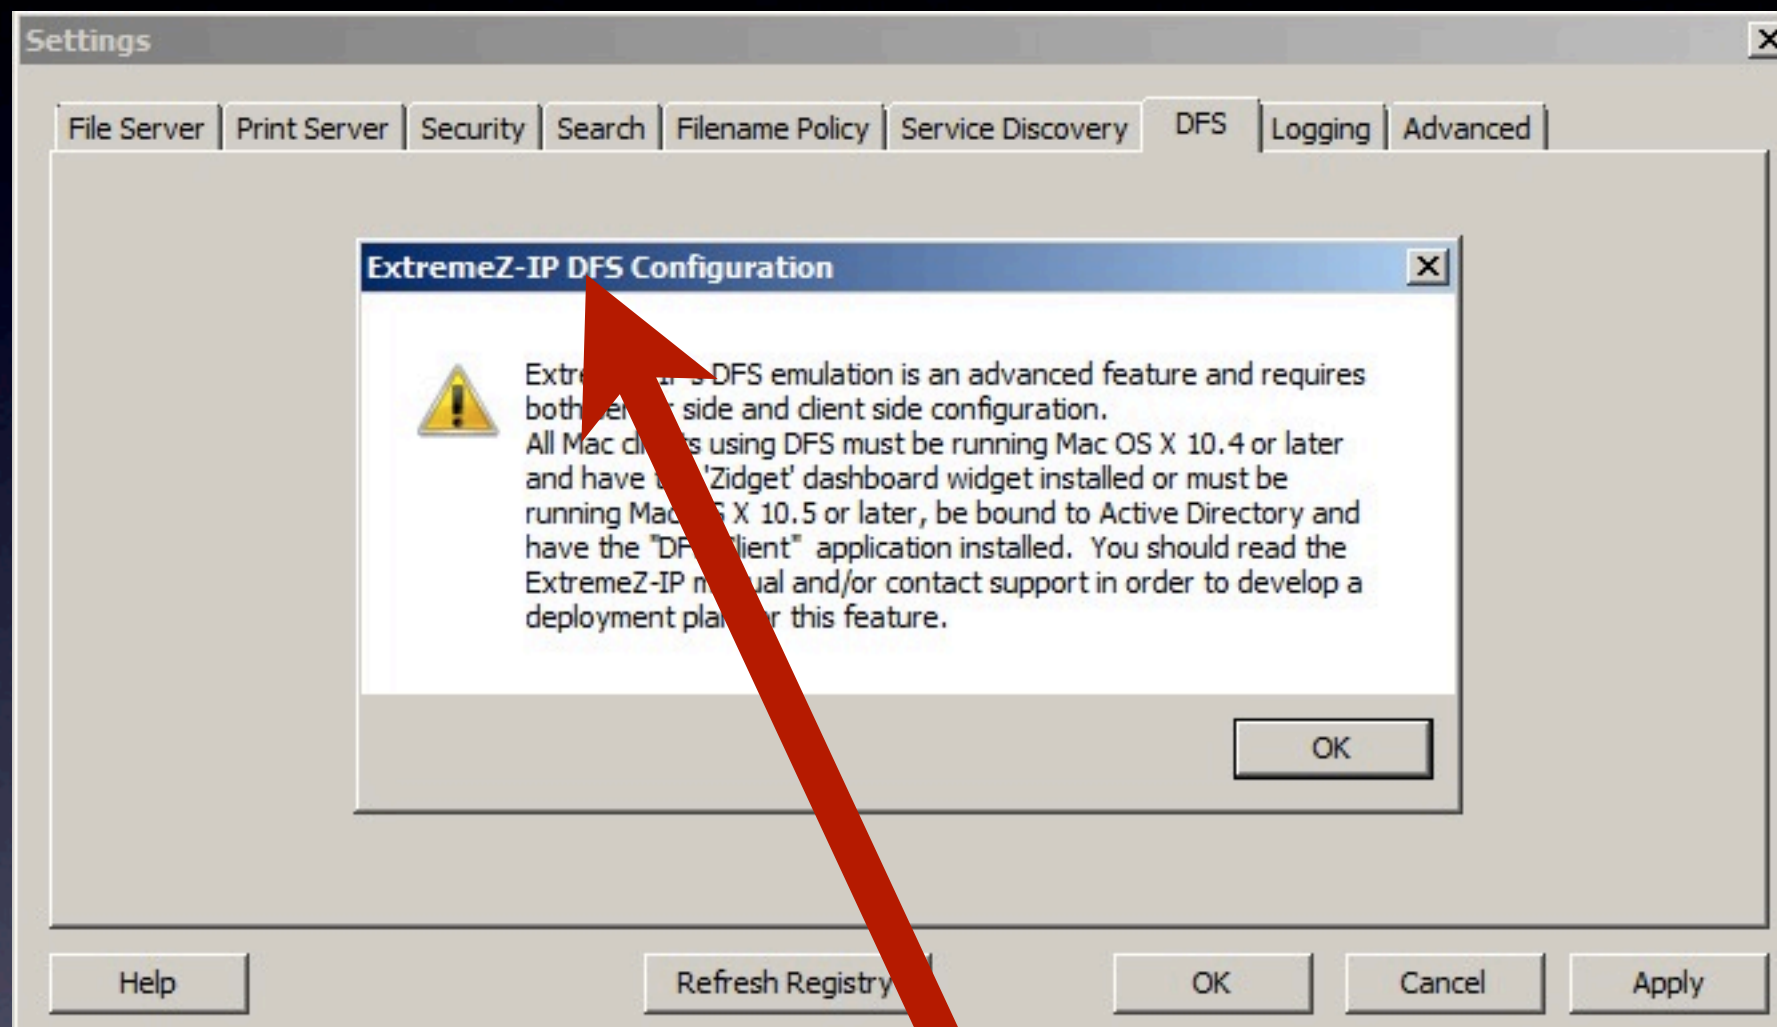 Settings
File Server Print Server Security Search Filename Policy Service Discovery DFS Logging Advanced
ExtremeZ-IP DFS Configuration
DFS emulation is an advanced feature and requires
both side and client side configuration.
All Mac using DFS must be running Mac OS X 10.4 or later
and have 'Zidget' dashboard widget installed or must be
running Mac X 10.5 or later, be bound to Active Directory and
have the application installed. You should read the
ExtremeZ-IP and/or contact support in order to develop a
deployment this feature.
OK
Help Refresh Registry OK Cancel Apply